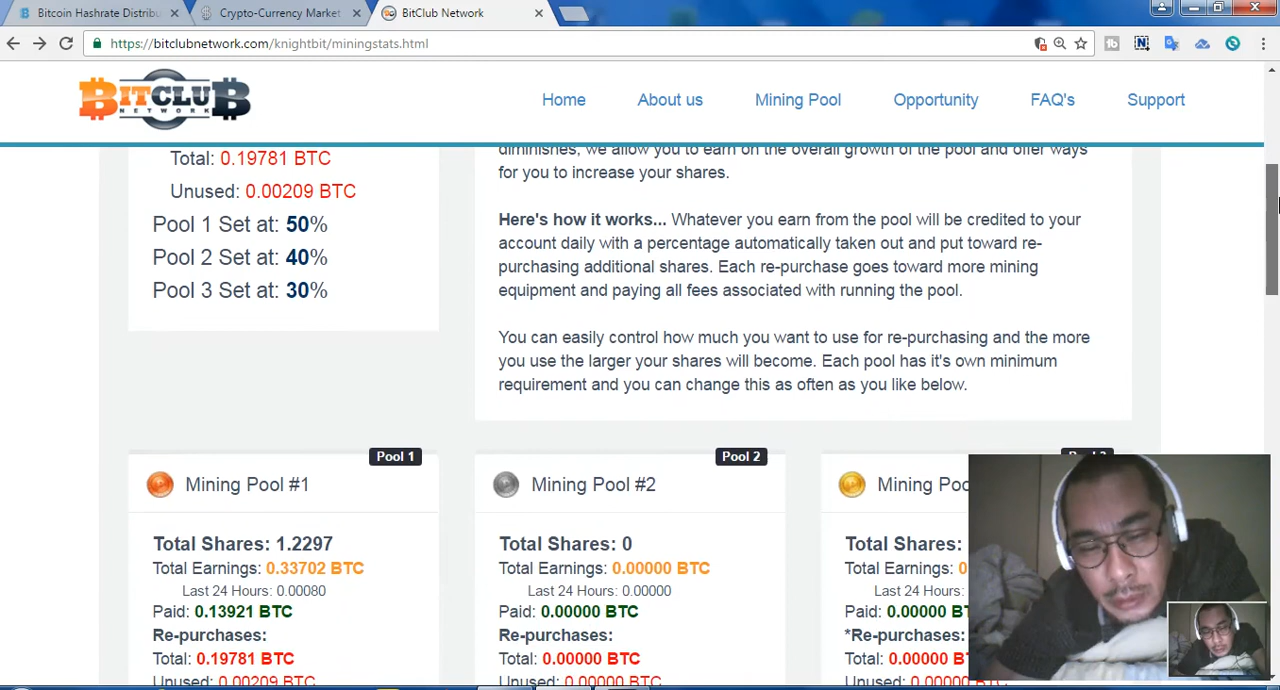 Bitcoin Hashrate Distribu
Crypto-Currency Market
BitClub Network
https://bitclubnetwork.com/knightbit/miningstats.html
BITCLUB
NETWORK
Home
About us
Mining Pool
Opportunity
FAQ's
Support
Total: 0.19781 BTC
Unused: 0.00209 BTC
Pool 1 Set at: 50%
Pool 2 Set at: 40%
Pool 3 Set at: 30%
diminishes, we allow you to earn on the overall growth of the pool and offer ways
for you to increase your shares.
Here's how it works... Whatever you earn from the pool will be credited to your
account daily with a percentage automatically taken out and put toward re-
purchasing additional shares. Each re-purchase goes toward more mining
equipment and paying all fees associated with running the pool.
You can easily control how much you want to use for re-purchasing and the more
you use the larger your shares will become. Each pool has it's own minimum
requirement and you can change this as often as you like below.
Pool 1
Mining Pool #1
Total Shares: 1.2297
Total Earnings: 0.33702 BTC
Last 24 Hours: 0.00080
Paid: 0.13921 BTC
Re-purchases:
Total: 0.19781 BTC
Unused: 0.00209 BTC
Pool 2
Mining Pool #2
Total Shares: 0
Total Earnings: 0.00000 BTC
Last 24 Hours: 0.00000
Paid: 0.00000 BTC
Re-purchases:
Total: 0.00000 BTC
Unused: 0.00000 BTC
Pool 3
Mining Poo
Total Shares:
Total Earnings: 0
Last 24 Hours:
Paid: 0.00000 B
*Re-purchases:
Total: 0.00000 B